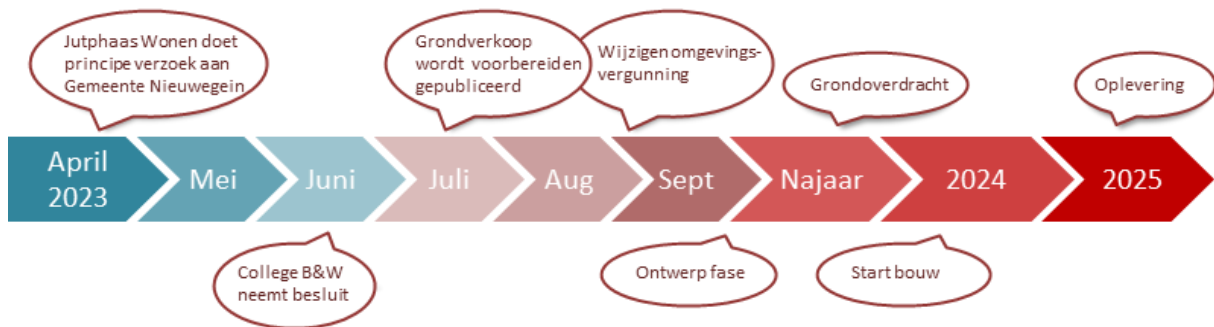 Jutphaas Wonen doet
principe verzoek aan
Gemeente Nieuwegein
Grondverkoop
wordt voorbereiden
gepubliceerd
Wijzigen omgevings-
vergunning
Grondoverdracht
Oplevering
April
2023
Mei
Juni
Juli
Aug
Sept
Najaar
2024
2025
College B&W
neemt besluit
Ontwerp fase
Start bouw